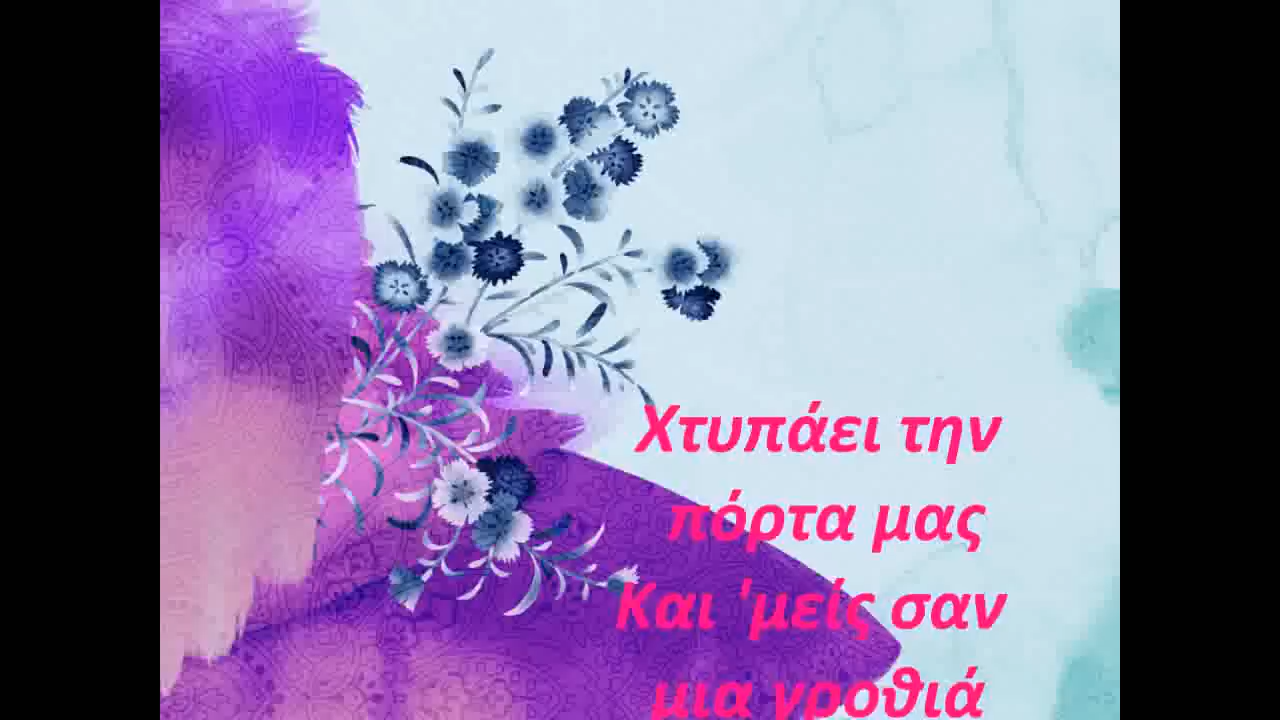 Χτυπάει την
πόρτα μας
Και 'μείς σαν
μια γροθιά